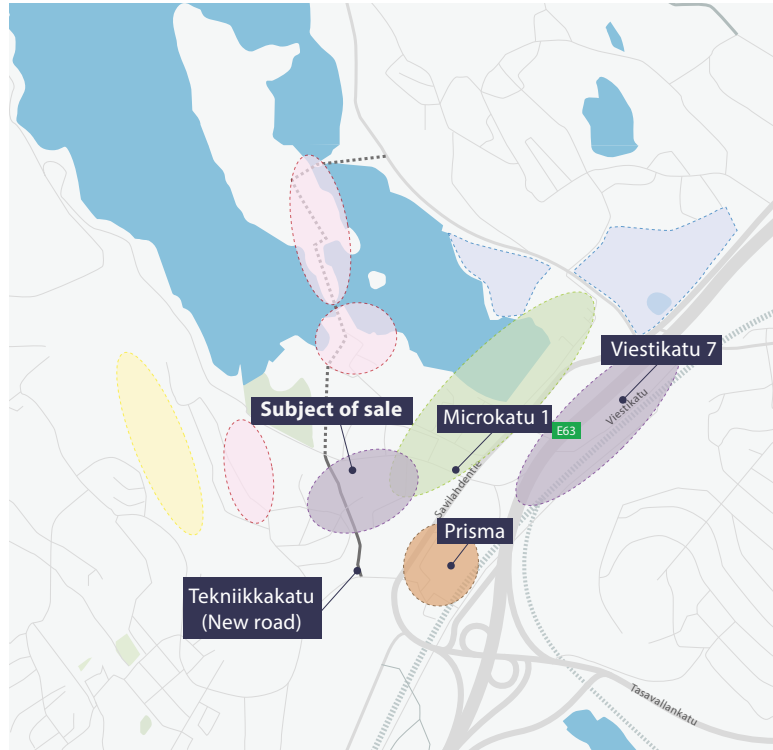 Viestikatu 7
Subject of sale
Microkatu 1
Viestikatu
E63
Savilahdentie
Prisma
Tekniikkakatu
(New road)
Tasavallankatu